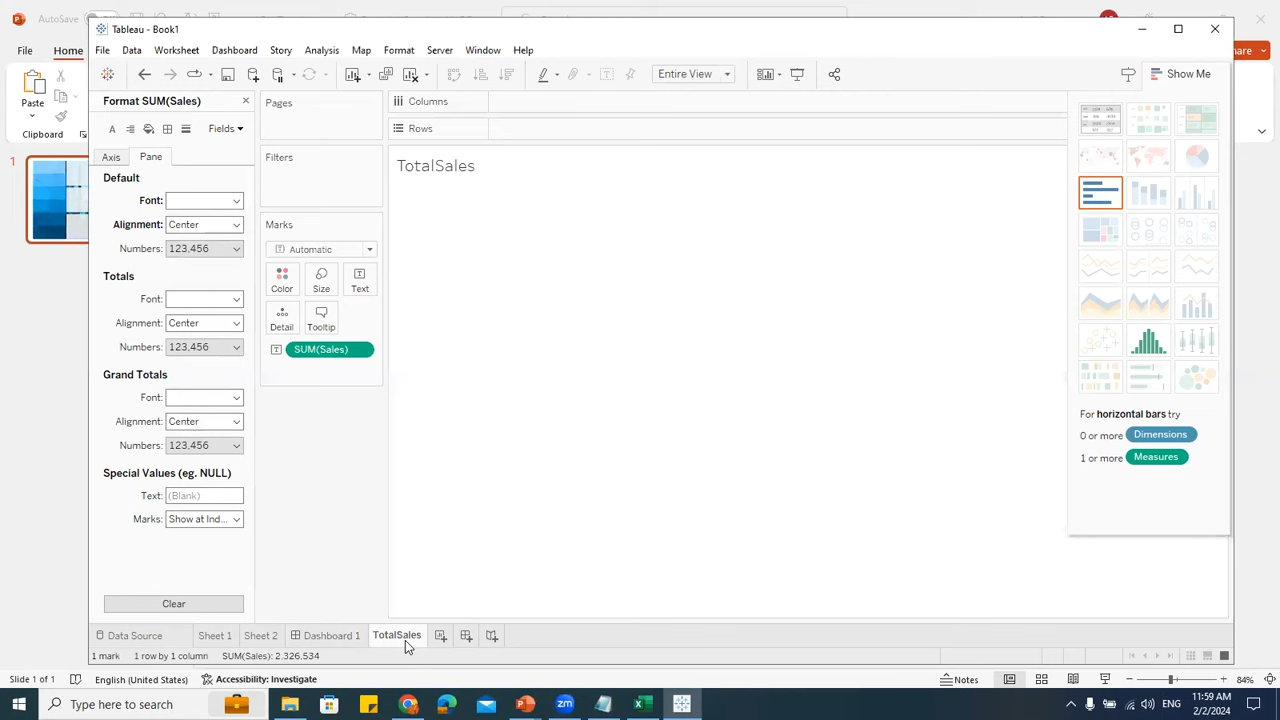 AutoSave
Tableau - Book1
File
Home
File Data Worksheet Dashboard Story Analysis Map Format Server Window Help
Entire View
Show Me
Paste
Clipboard
Format SUM(Sales)
Fields
Axis Pane
Default
Font:
Alignment: Center
Numbers: 123,456
Totals
Font:
Alignment: Center
Numbers: 123,456
Grand Totals
Font:
Alignment: Center
Numbers: 123,456
Special Values (eg. NULL)
Text: (Blank)
Marks: Show at Ind...
Clear
Pages
Filters
Marks
Automatic
Color Size Text
Detail Tooltip
SUM(Sales)
Columns
Rows
TotalSales
For horizontal bars try
0 or more Dimensions
1 or more Measures
1
Data Source Sheet 1 Sheet 2 Dashboard 1 TotalSales
1 mark 1 row by 1 column SUM(Sales): 2.326.534
Slide 1 of 1 English (United States) Accessibility: Investigate Notes 84%
Type here to search
ENG
11:59 AM
2/2/2024